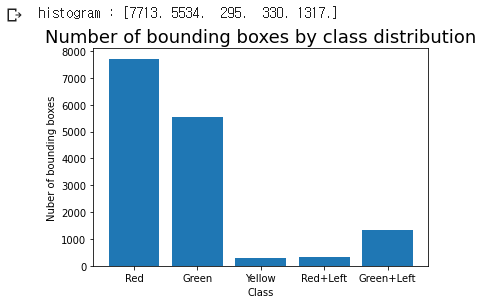 histogram : [7713. 5534. 295. 330. 1317.]
Number of bounding boxes by class distribution
8000
7000
6000
5000
4000
3000
2000
1000
0
Nuber of bounding boxes
Red Green Yellow Red+Left Green+Left
Class